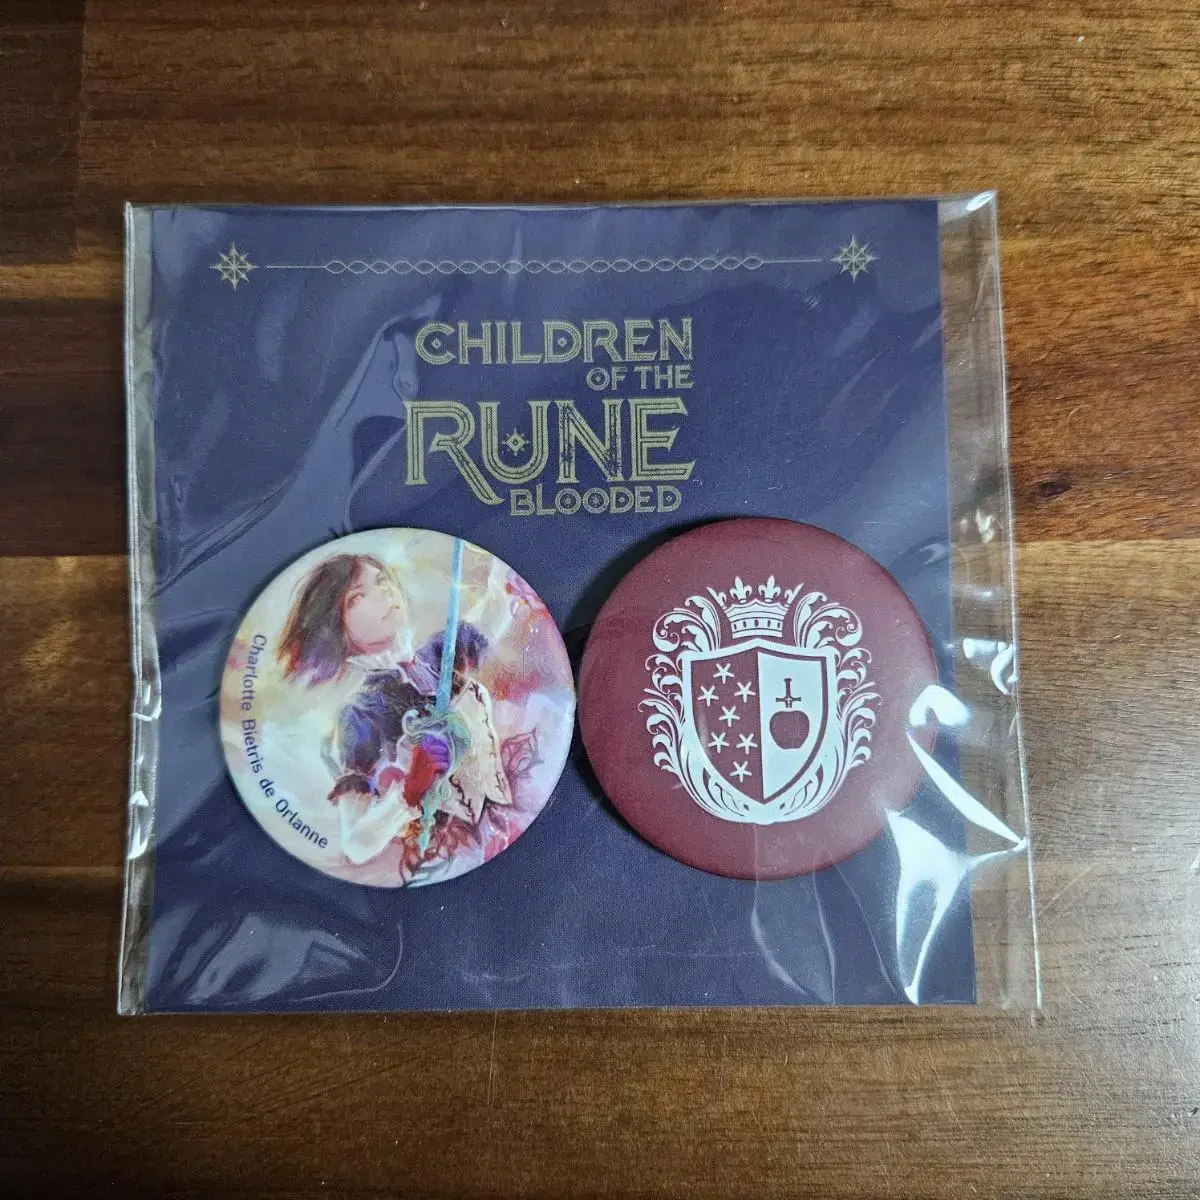 CHILDREN
OF THE
RUNE
BLOODED
Charlotte Bietris de Orlanne